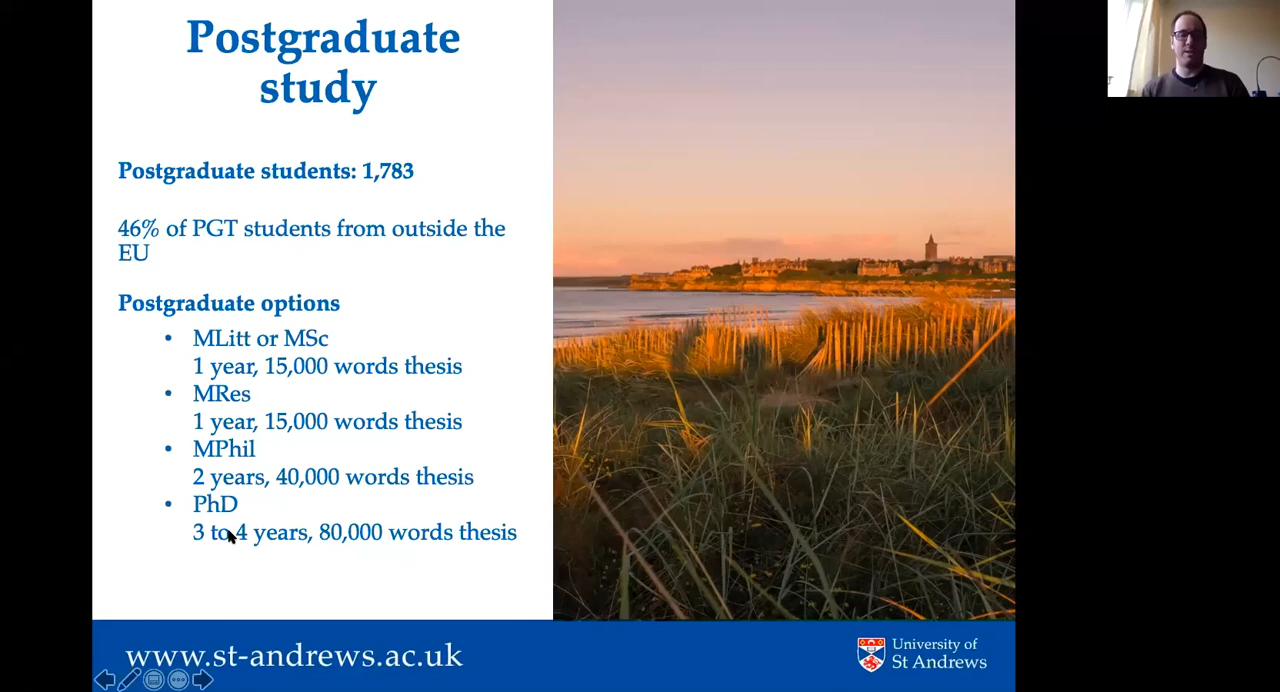 Postgraduate
study
Postgraduate students: 1,783
46% of PGT students from outside the
EU
Postgraduate options
• MLitt or MSc
1 year, 15,000 words thesis
• MRes
1 year, 15,000 words thesis
• MPhil
2 years, 40,000 words thesis
• PhD
3 to 4 years, 80,000 words thesis
www.st-andrews.ac.uk
University of
St Andrews